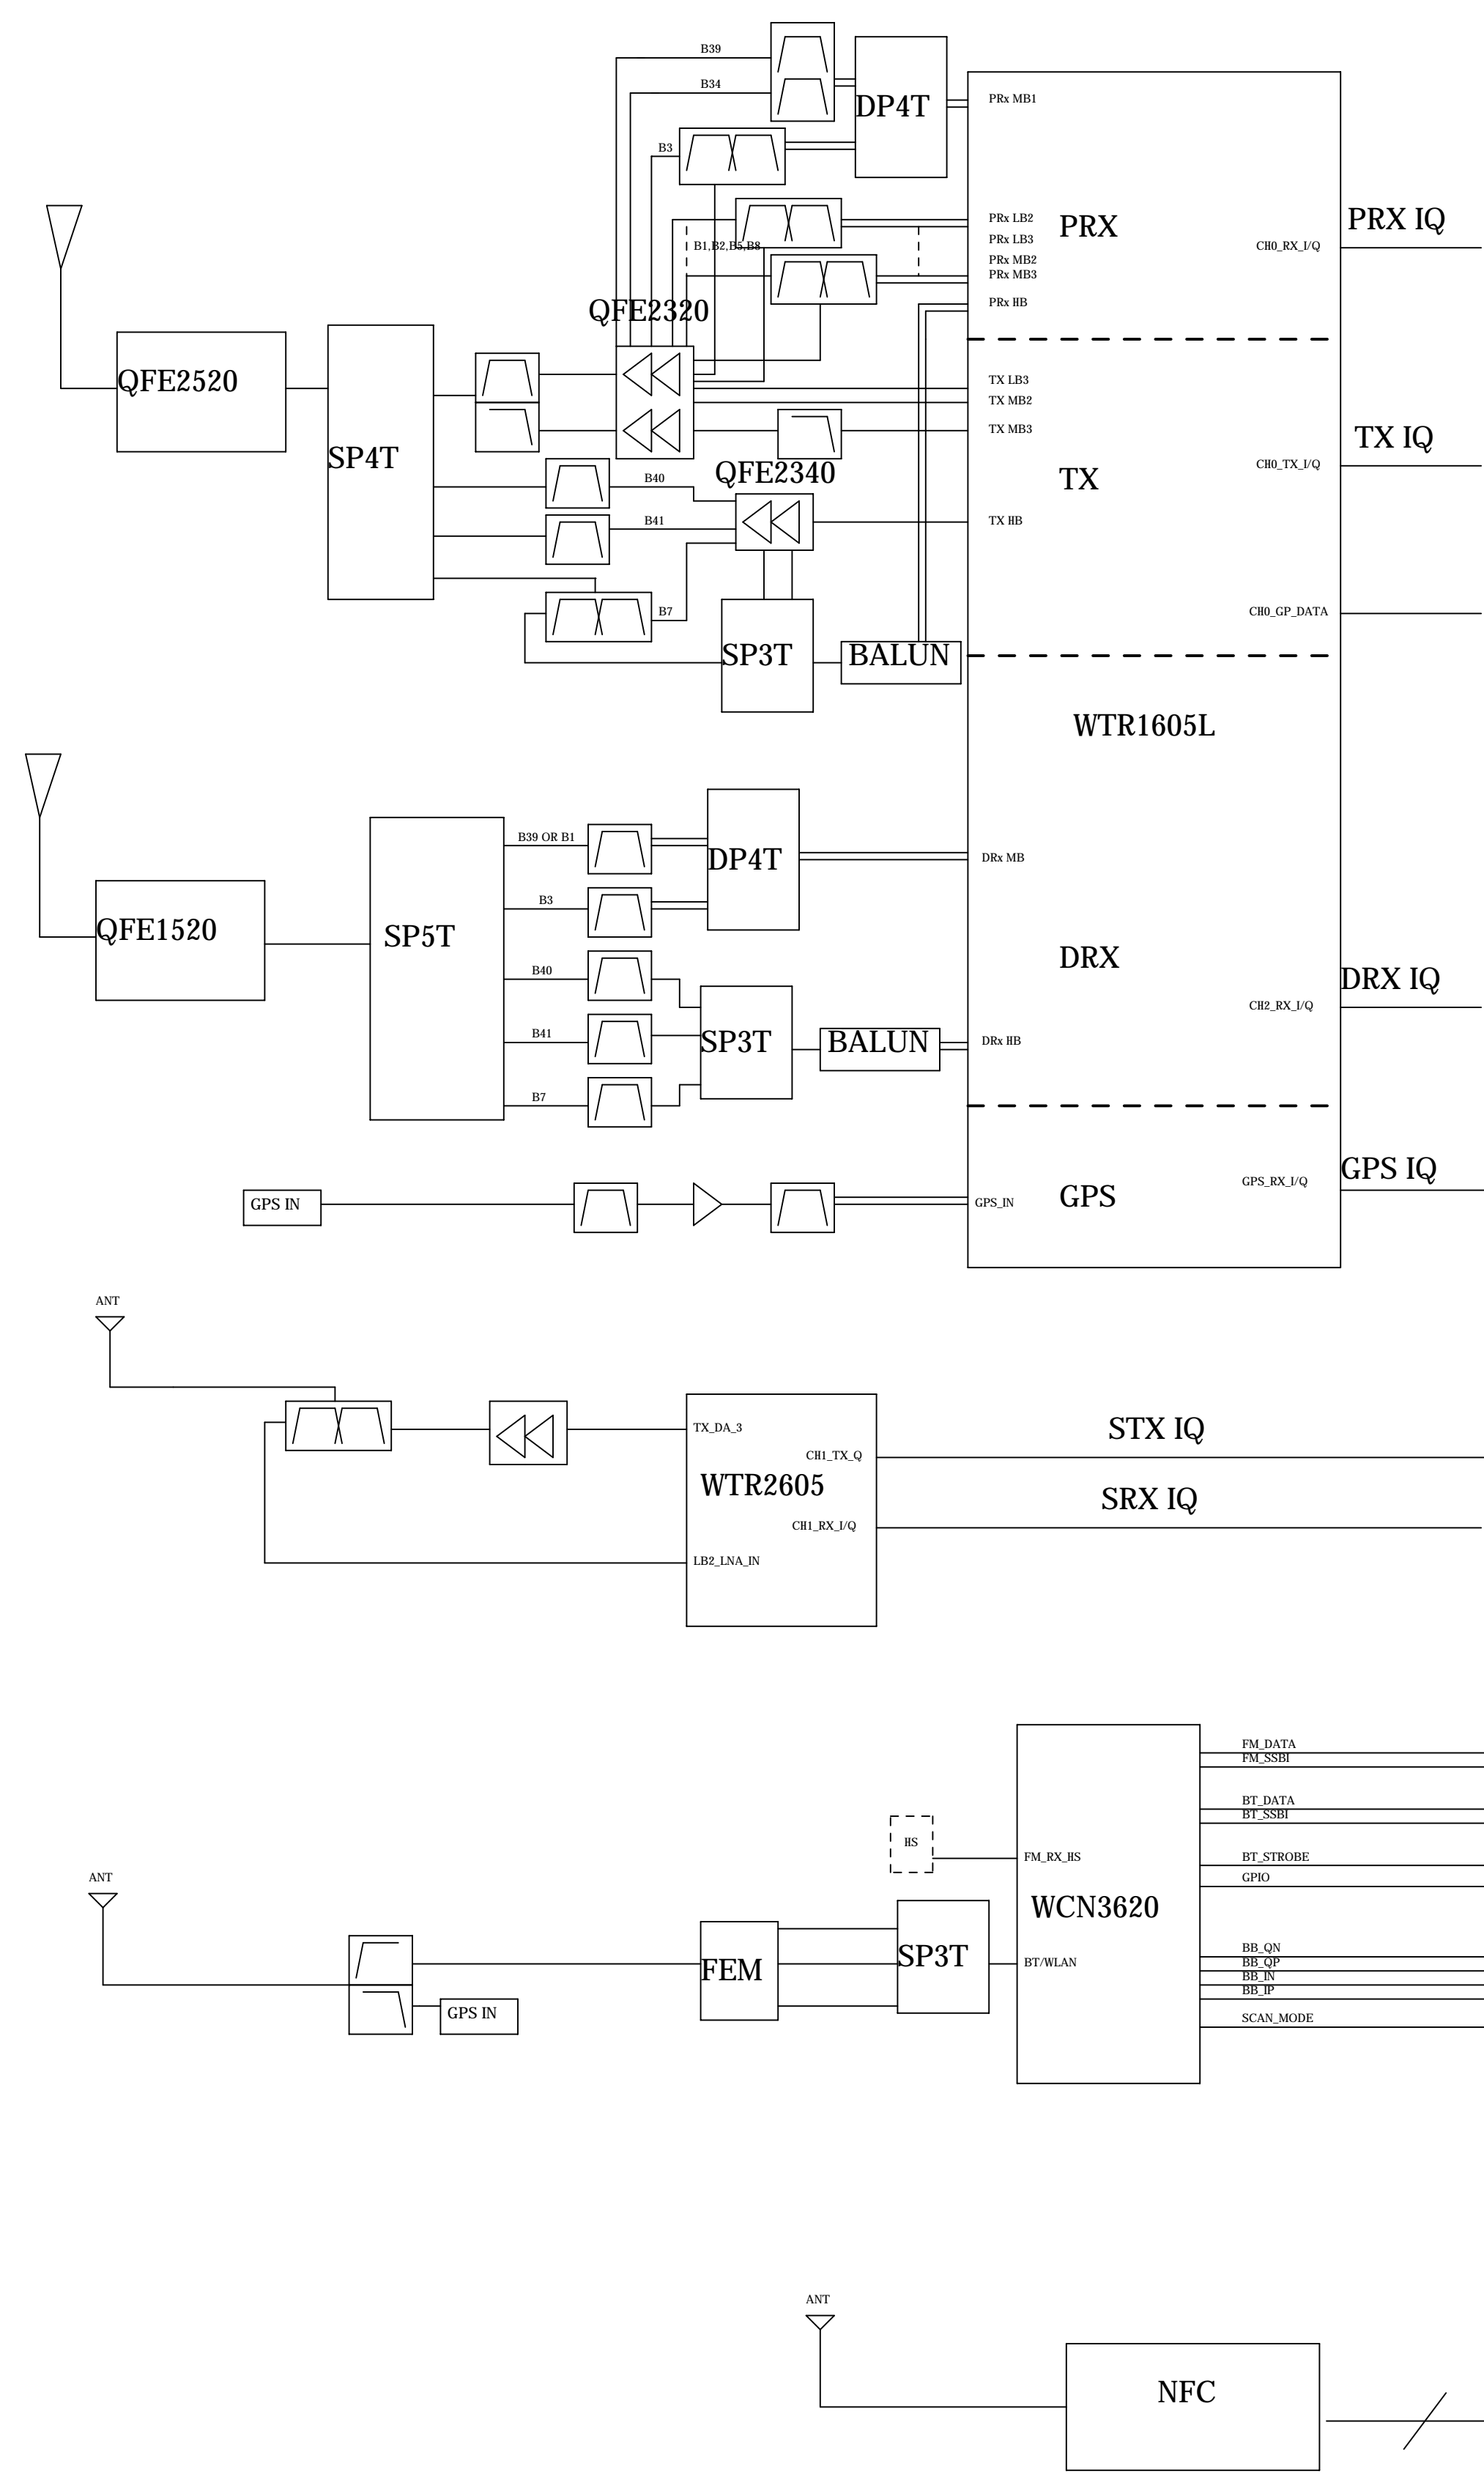 B39
B34
DP4T
PRx MB1
B3
PRX IQ
PRx LB2
PRX
B1,B2,B5,B8
PRx LB3
CH0_RX_I/Q
PRx MB2
PRx MB3
PRx HB
QFE2320
QFE2520
TX LB3
TX MB2
TX MB3
TX IQ
SP4T
CH0_TX_I/Q
QFE2340
B40
TX
B41
TX HB
B7
CH0_GP_DATA
SP3T
BALUN
WTR1605L
B39 OR B1
DP4T
DRx MB
B3
QFE1520
SP5T
DRX
B40
DRX IQ
CH2_RX_I/Q
B41
SP3T
BALUN
DRx HB
B7
GPS IQ
GPS_RX_I/Q
GPS IN
GPS_IN
GPS
ANT
TX_DA_3
STX IQ
CH1_TX_Q
WTR2605
SRX IQ
CH1_RX_I/Q
LB2_LNA_IN
FM_DATA
FM_SSBI
BT_DATA
BT_SSBI
HS
FM_RX_HS
BT_STROBE
ANT
GPIO
WCN3620
BB_QN
SP3T
FEM
BT/WLAN
BB_QP
BB_IN
BB_IP
GPS IN
SCAN_MODE
ANT
NFC